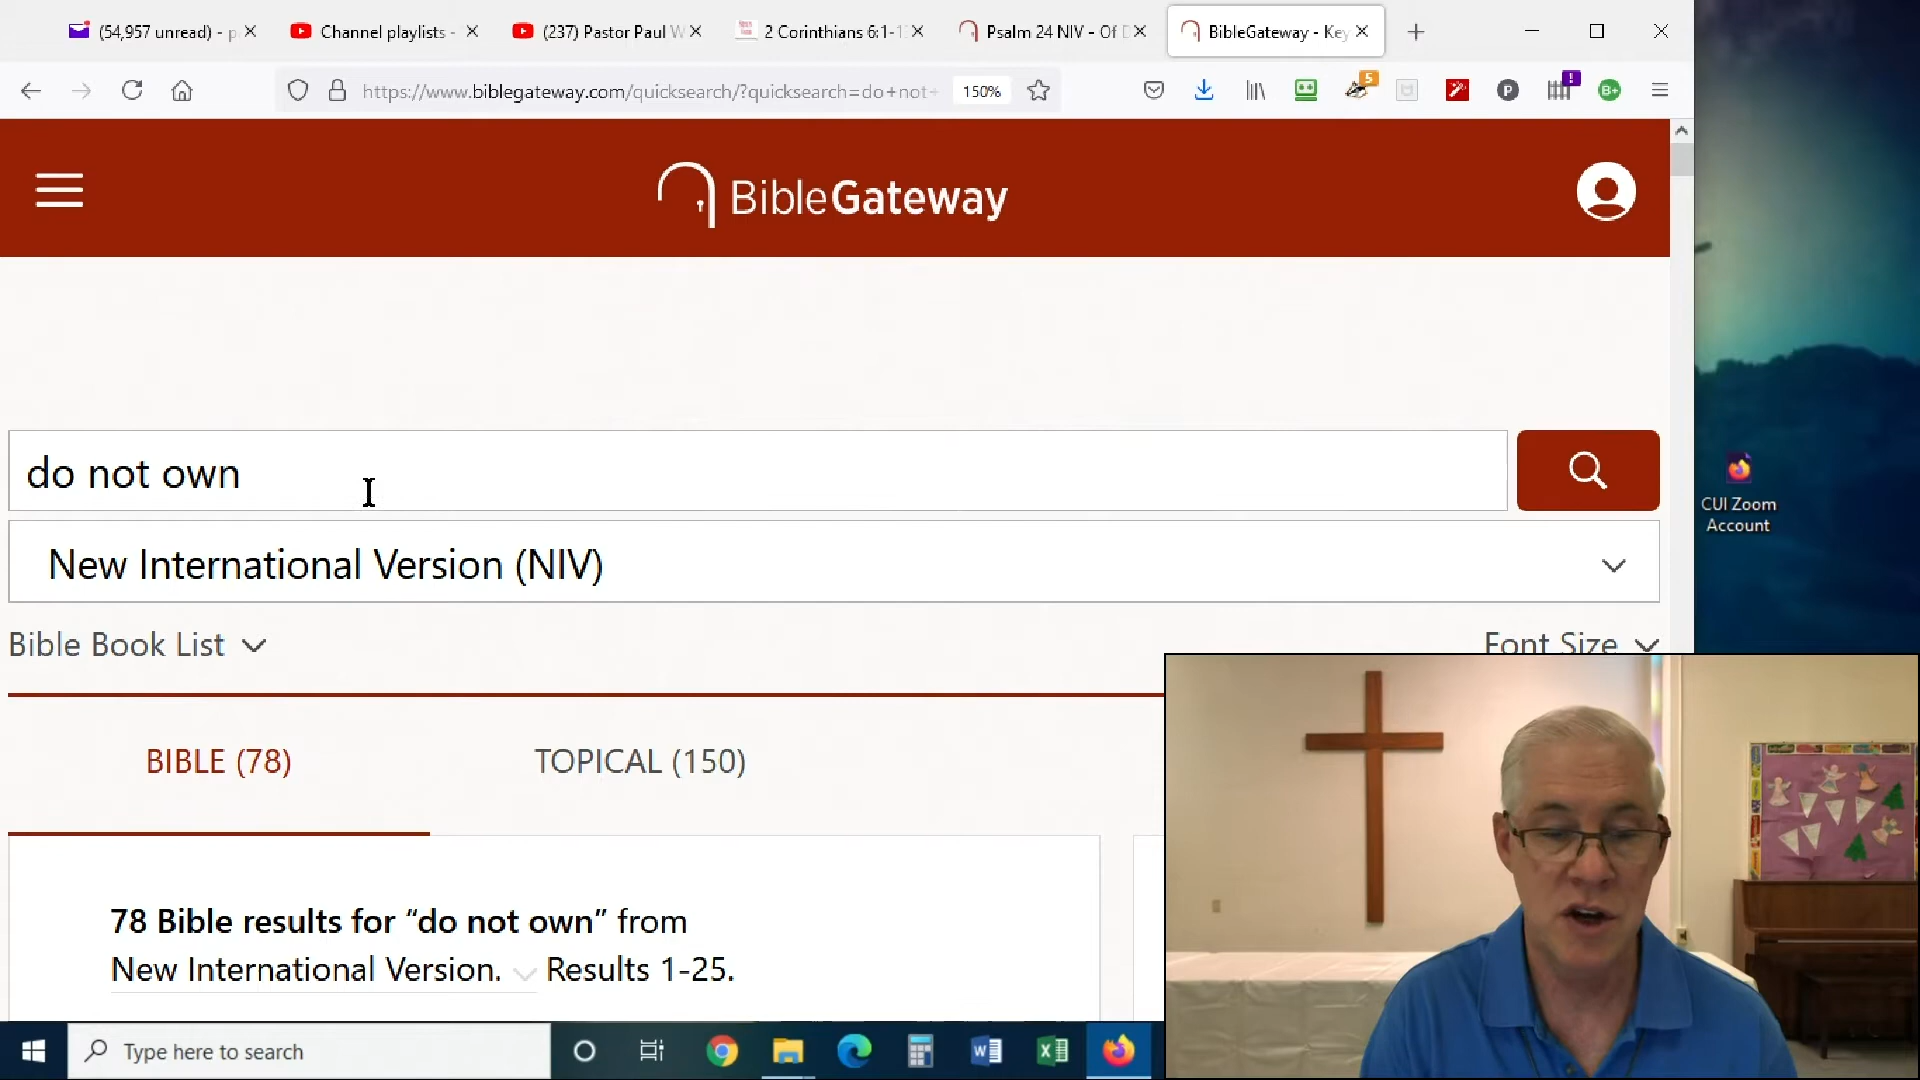 (54,957 unread) - p
Channel playlists -
(237) Pastor Paul W
2 Corinthians 6:1-1
Psalm 24 NIV - Of D
BibleGateway - Key
https://www.biblegateway.com/quicksearch/?quicksearch=do+not+
150%
5
!
P
B+
BibleGateway
do not own
New International Version (NIV)
Bible Book List
Font Size
BIBLE (78)
TOPICAL (150)
78 Bible results for “do not own” from
New International Version. Results 1-25.
CUI Zoom
Account
Type here to search